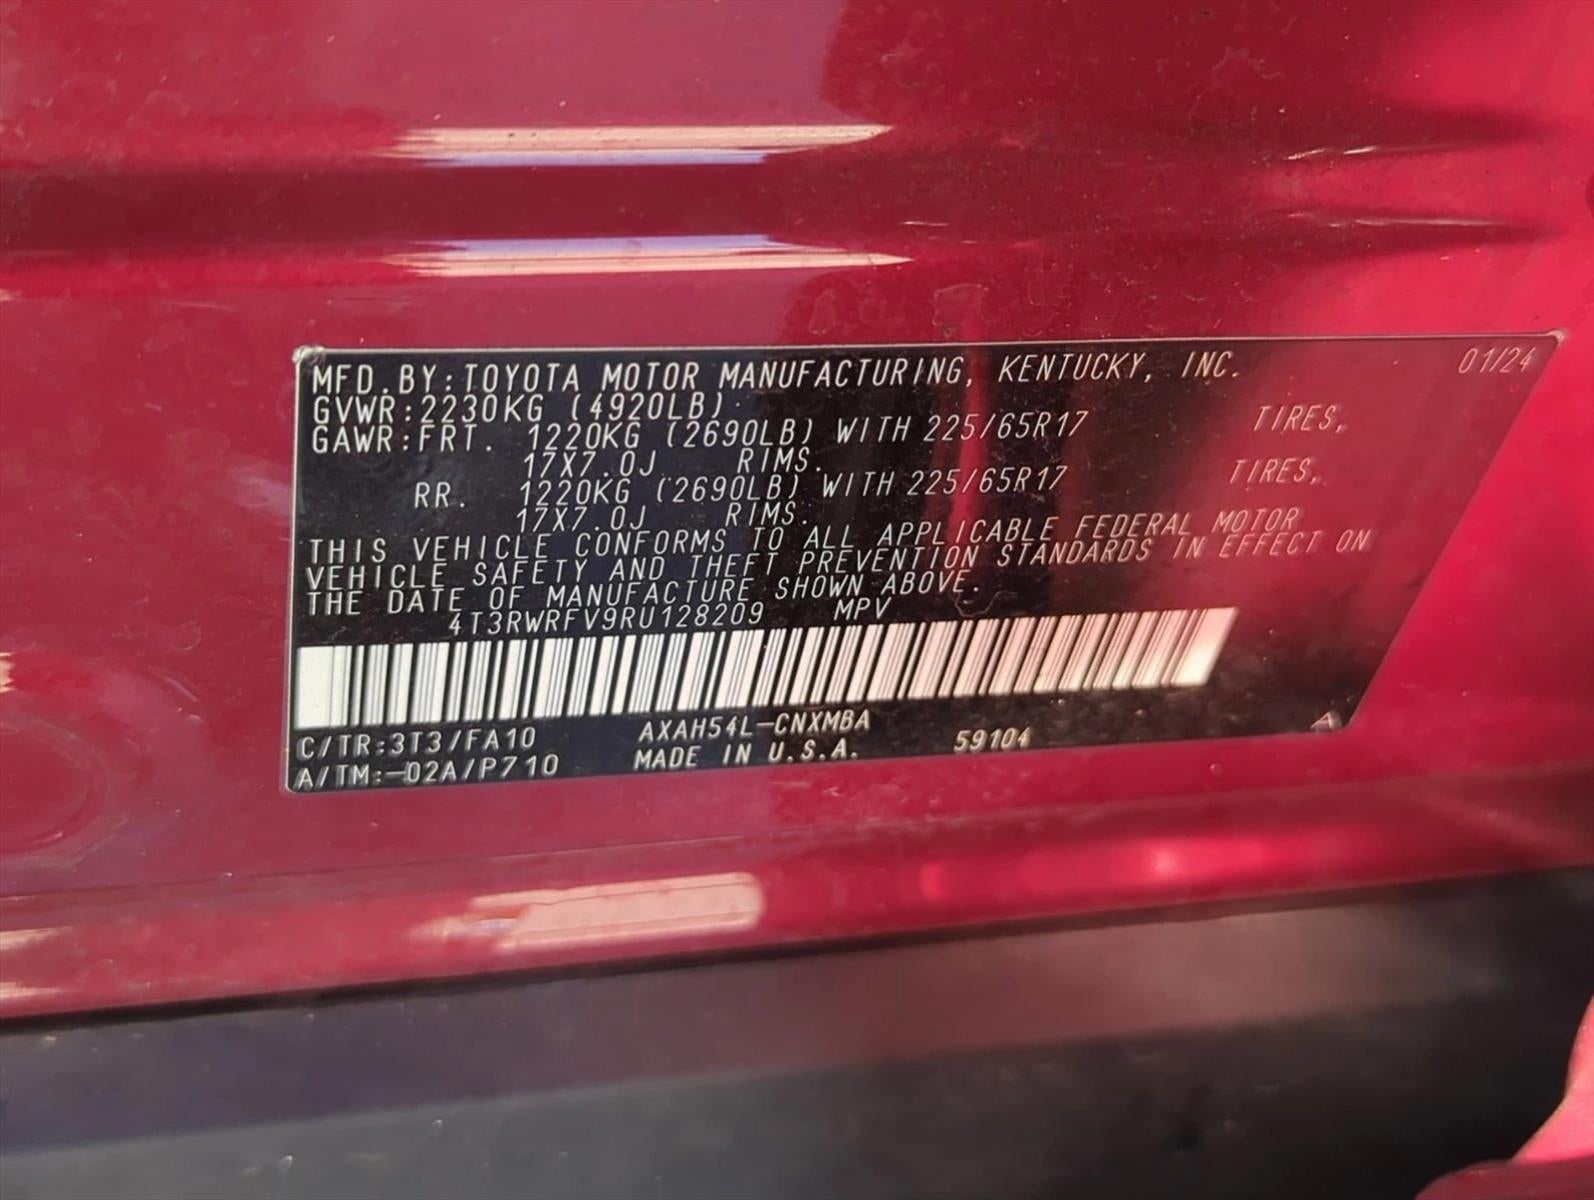 MFD.BY:TOYOTA MOTOR MANUFACTURING, KENTUCKY, INC. 01/24
GVWR:2230KG (4920LB)
GAWR:FRT. 1220KG (2690LB) WITH 225/65R17 TIRES,
17X7.0J RIMS.
RR. 1220KG (2690LB) WITH 225/65R17 TIRES,
17X7.0J RIMS.
THIS VEHICLE CONFORMS TO ALL APPLICABLE FEDERAL MOTOR
VEHICLE SAFETY AND THEFT PREVENTION STANDARDS IN EFFECT ON
THE DATE OF MANUFACTURE SHOWN ABOVE.
4T3RWRFV9RU128209 MPV
C/TR:3T3/FA10 AXAH54L-CNXMBA
A/TM:-02A/P710 MADE IN U.S.A. 59104 A